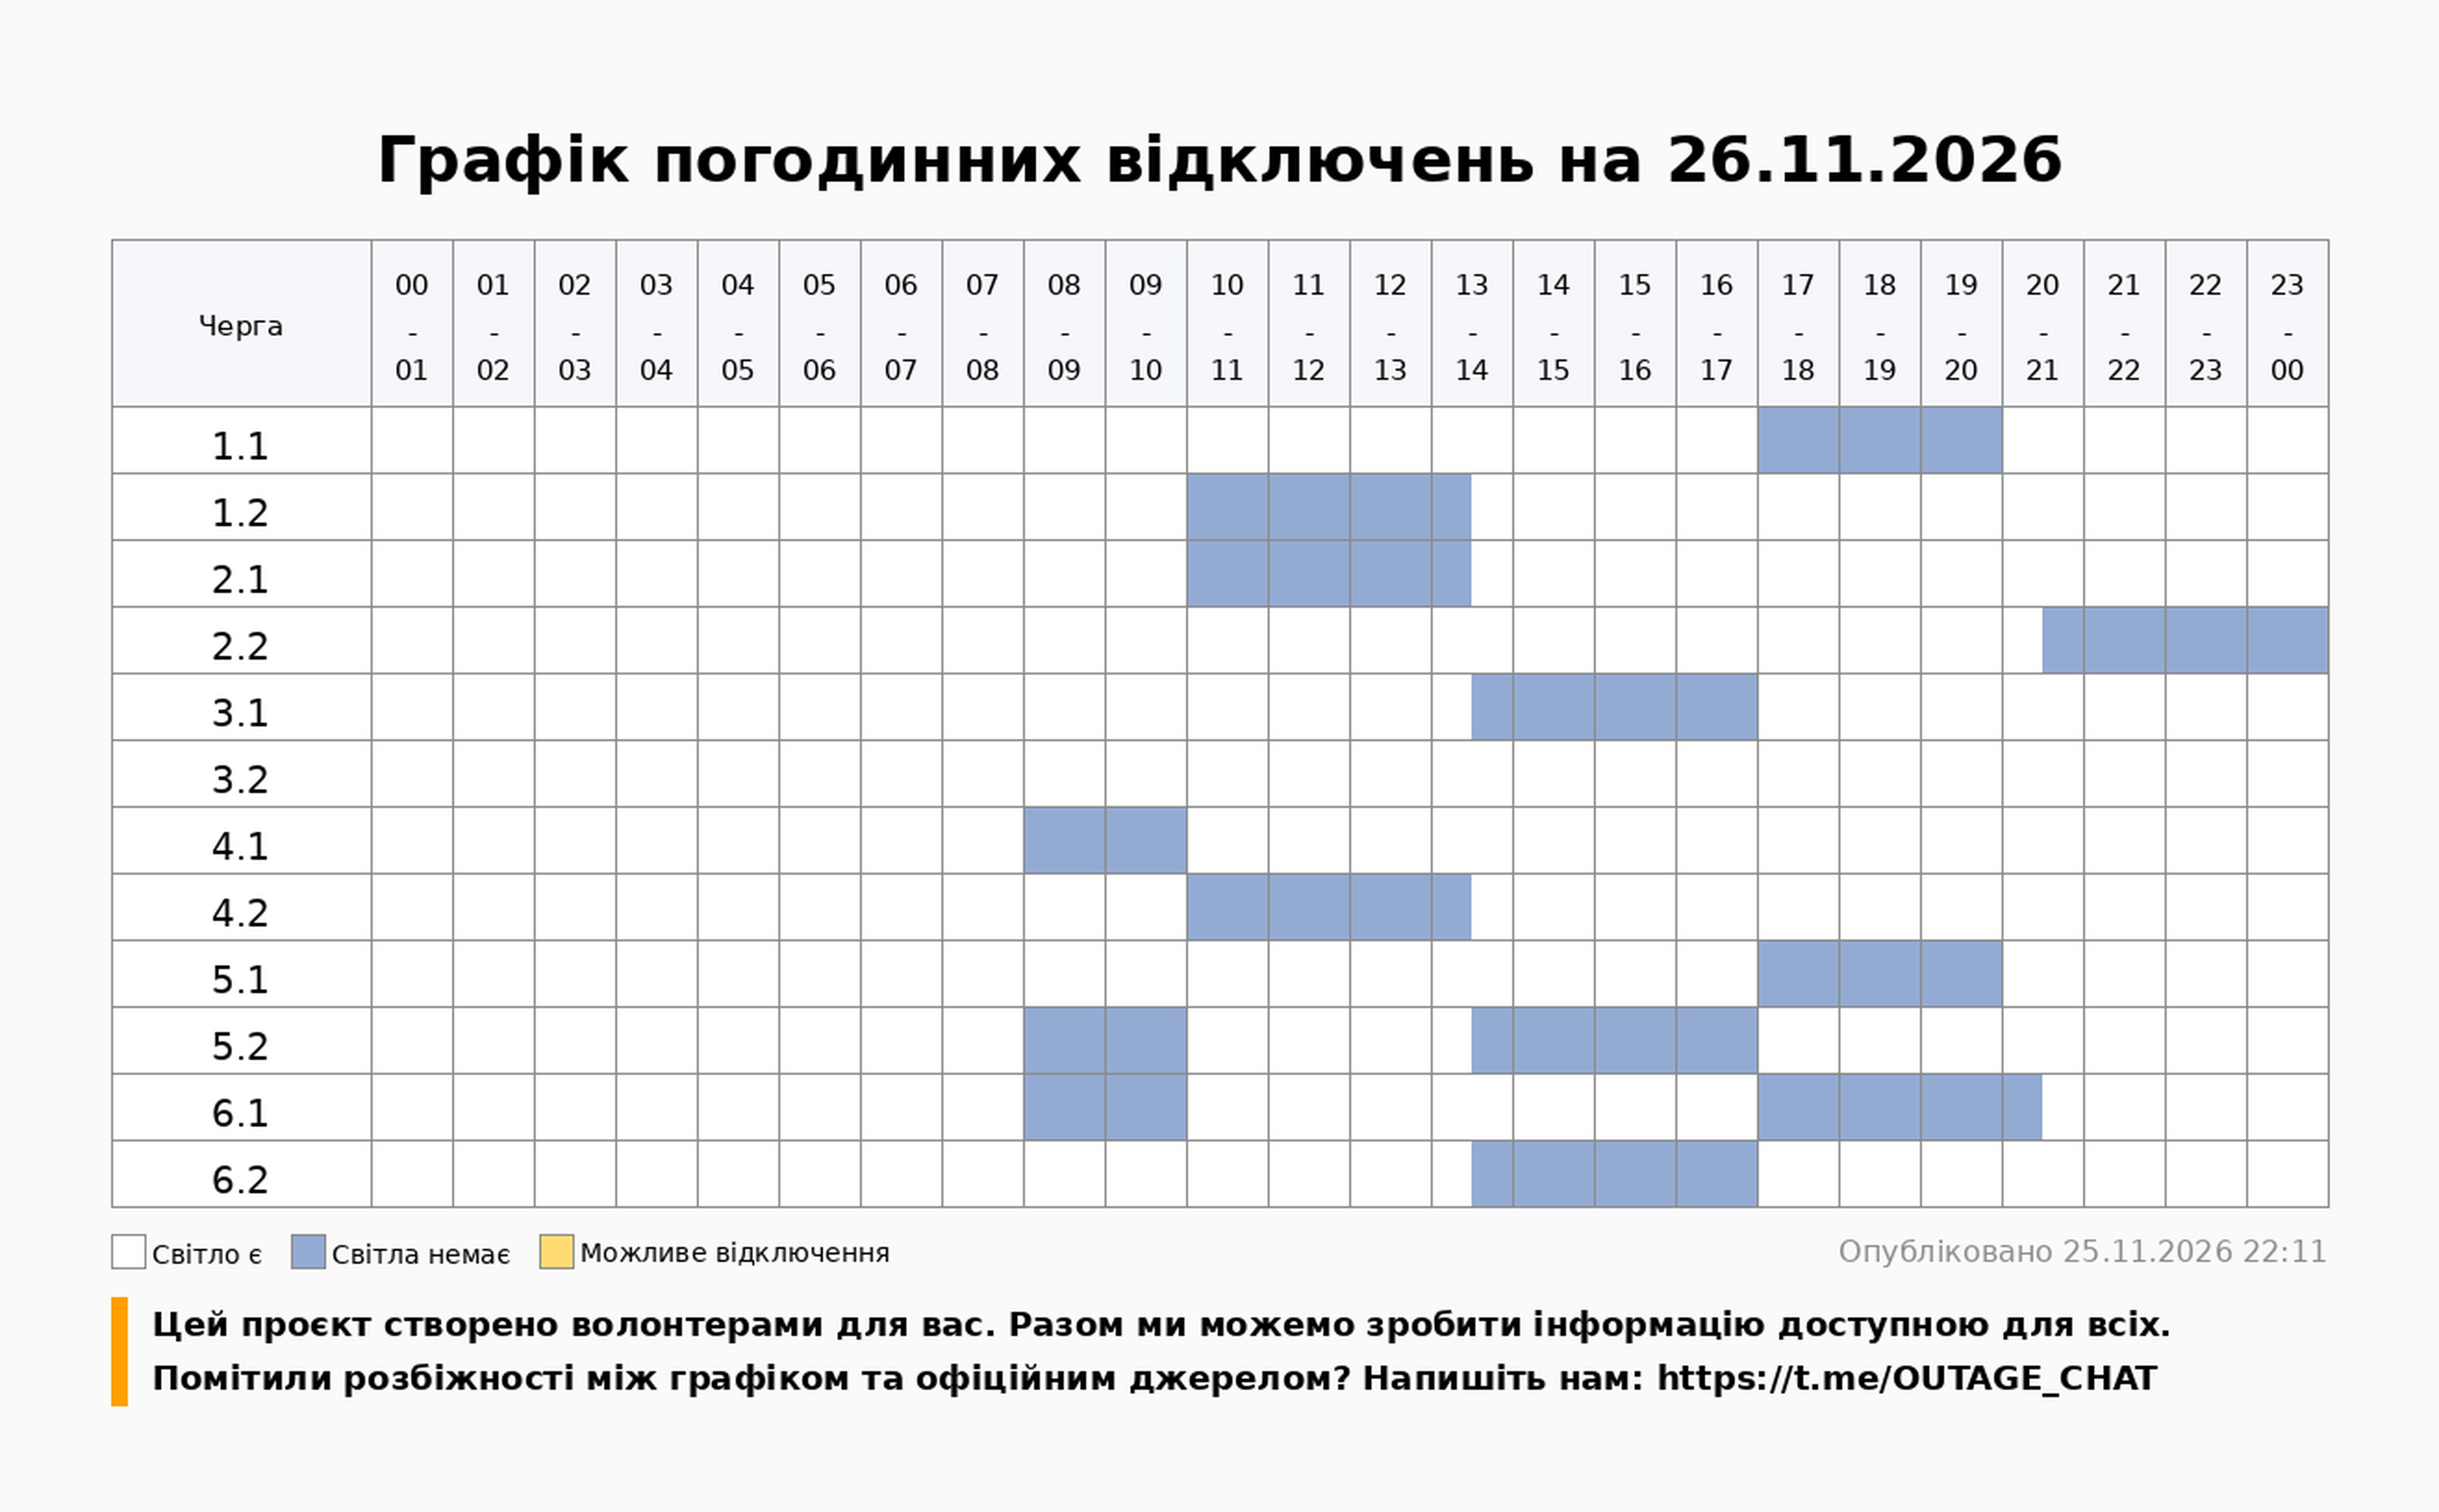 Графік погодинних відключень на 26.11.2026
Черга 00 - 01 01 - 02 02 - 03 03 - 04 04 - 05 05 - 06 06 - 07 07 - 08 08 - 09 09 - 10 10 - 11 11 - 12 12 - 13 13 - 14 14 - 15 15 - 16 16 - 17 17 - 18 18 - 19 19 - 20 20 - 21 21 - 22 22 - 23 23 - 00
1.1
1.2
2.1
2.2
3.1
3.2
4.1
4.2
5.1
5.2
6.1
6.2
Світло є Світла немає Можливе відключення Опубліковано 25.11.2026 22:11
Цей проєкт створено волонтерами для вас. Разом ми можемо зробити інформацію доступною для всіх.
Помітили розбіжності між графіком та офіційним джерелом? Напишіть нам: https://t.me/OUTAGE_CHAT